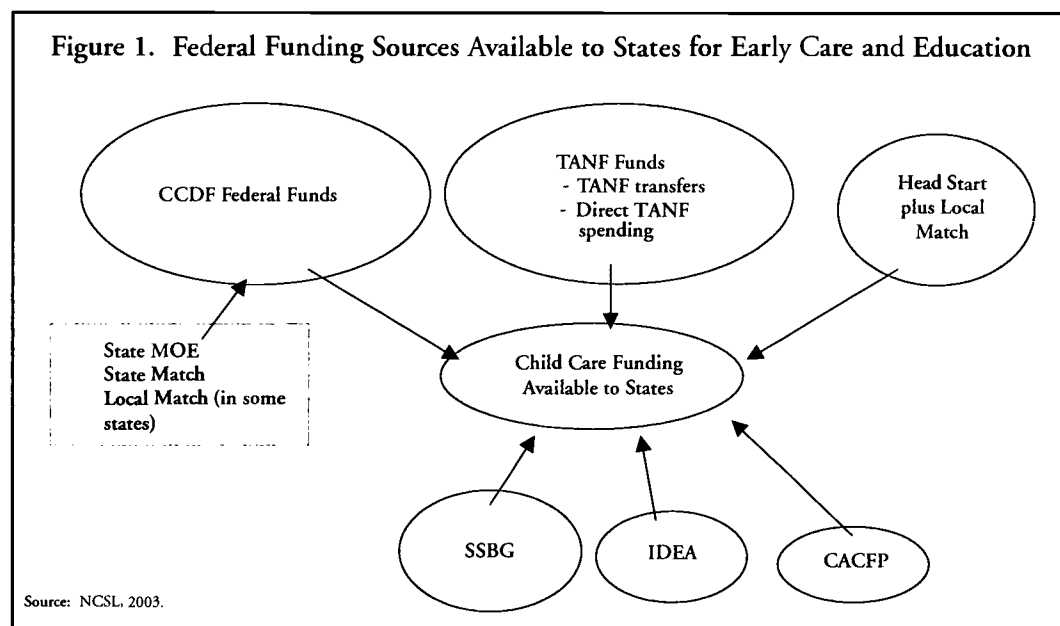 Figure 1. Federal Funding Sources Available to States for Early Care and Education
CCDF Federal Funds
TANF Funds
- TANF transfers
- Direct TANF
spending
Head Start
plus Local
Match
State MOE
State Match
Local Match (in some
states)
Child Care Funding
Available to States
SSBG
IDEA
CACFP
Source: NCSL, 2003.